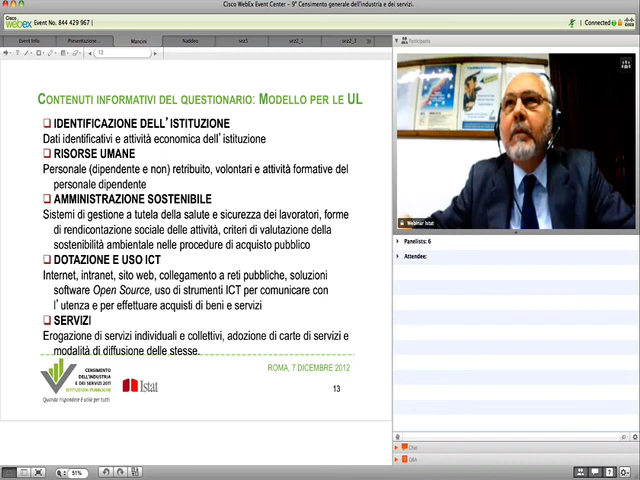 Cisco WebEx Event Center - 9° Censimento generale dell'industria e dei servizi.
Cisco
webex
Event No. 844 429 967 |
| Connected
Event Info
Presentazione...
Mancini
Naddeo
sez1
sez2_1
sez2_3
13
Participants
CONTENUTI INFORMATIVI DEL QUESTIONARIO: MODELLO PER LE UL
IDENTIFICAZIONE DELL'ISTITUZIONE
Dati identificativi e attività economica dell'istituzione
RISORSE UMANE
Personale (dipendente e non) retribuito, volontari e attività formative del
personale dipendente
AMMINISTRAZIONE SOSTENIBILE
Sistemi di gestione a tutela della salute e sicurezza dei lavoratori, forme
di rendicontazione sociale delle attività, criteri di valutazione della
sostenibilità ambientale nelle procedure di acquisto pubblico
DOTAZIONE E USO ICT
Internet, intranet, sito web, collegamento a reti pubbliche, soluzioni
software Open Source, uso di strumenti ICT per comunicare con
l'utenza e per effettuare acquisti di beni e servizi
SERVIZI
Erogazione di servizi individuali e collettivi, adozione di carte di servizi e
modalità di diffusione delle stesse.
CENSIMENTO
DELL'INDUSTRIA
E DEI SERVIZI 2011
ISTITUZIONI PUBBLICHE
Quando rispondere è utile per tutti.
Istat
ROMA, 7 DICEMBRE 2012
13
Webinar Istat
Panelists: 6
Attendee:
Chat
Q&A
51%